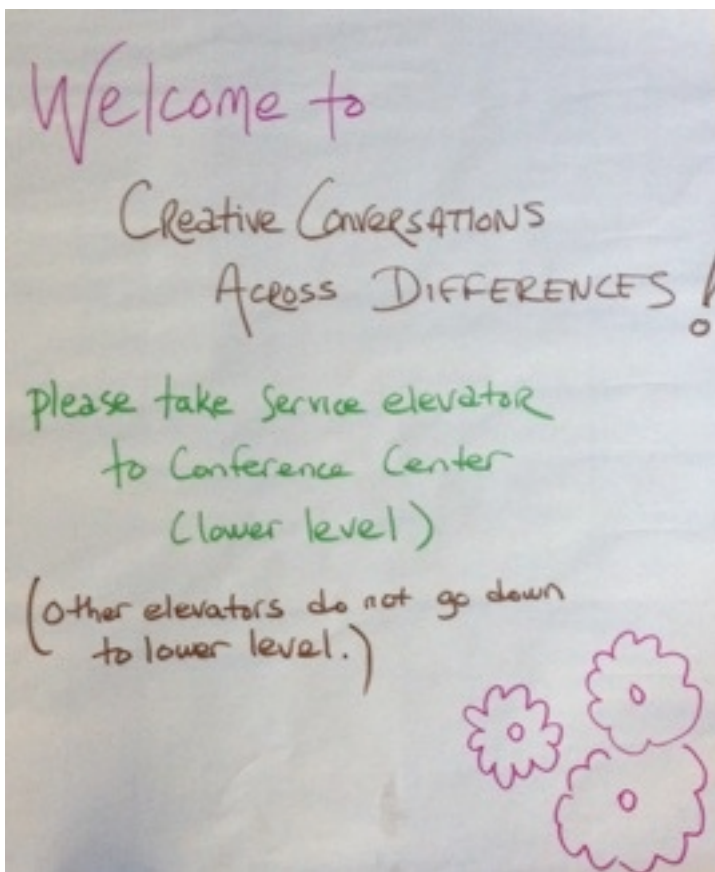 Welcome to
Creative Conversations
Across Differences!
please take service elevator
to Conference Center
(lower level)
(other elevators do not go down
to lower level.)